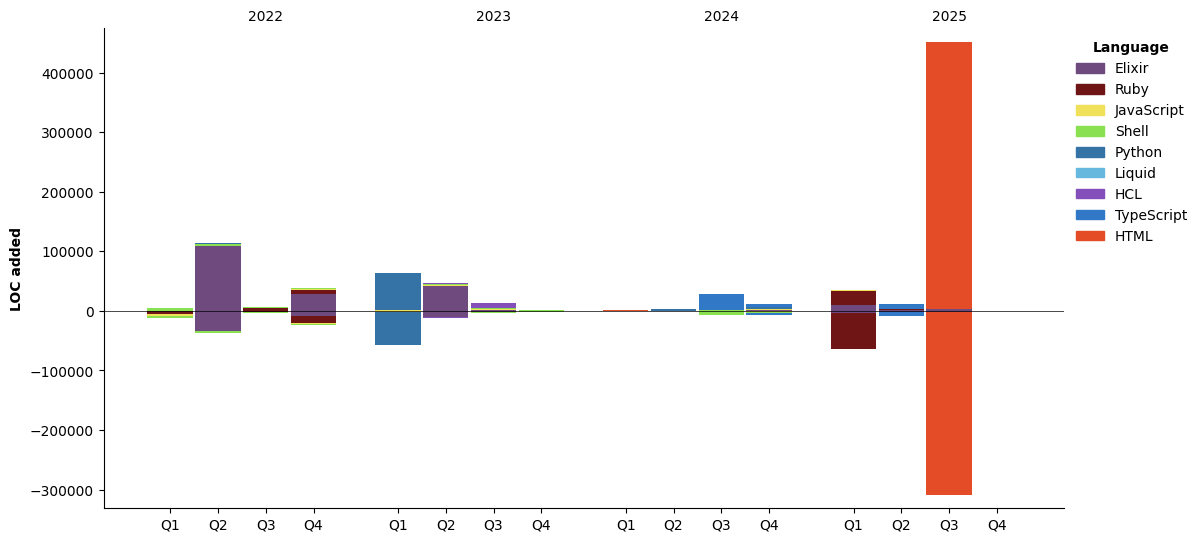 2022 2023 2024 2025
LOC added
400000
300000
200000
100000
0
−100000
−200000
−300000
Q1 Q2 Q3 Q4 Q1 Q2 Q3 Q4 Q1 Q2 Q3 Q4 Q1 Q2 Q3 Q4
Language
Elixir
Ruby
JavaScript
Shell
Python
Liquid
HCL
TypeScript
HTML